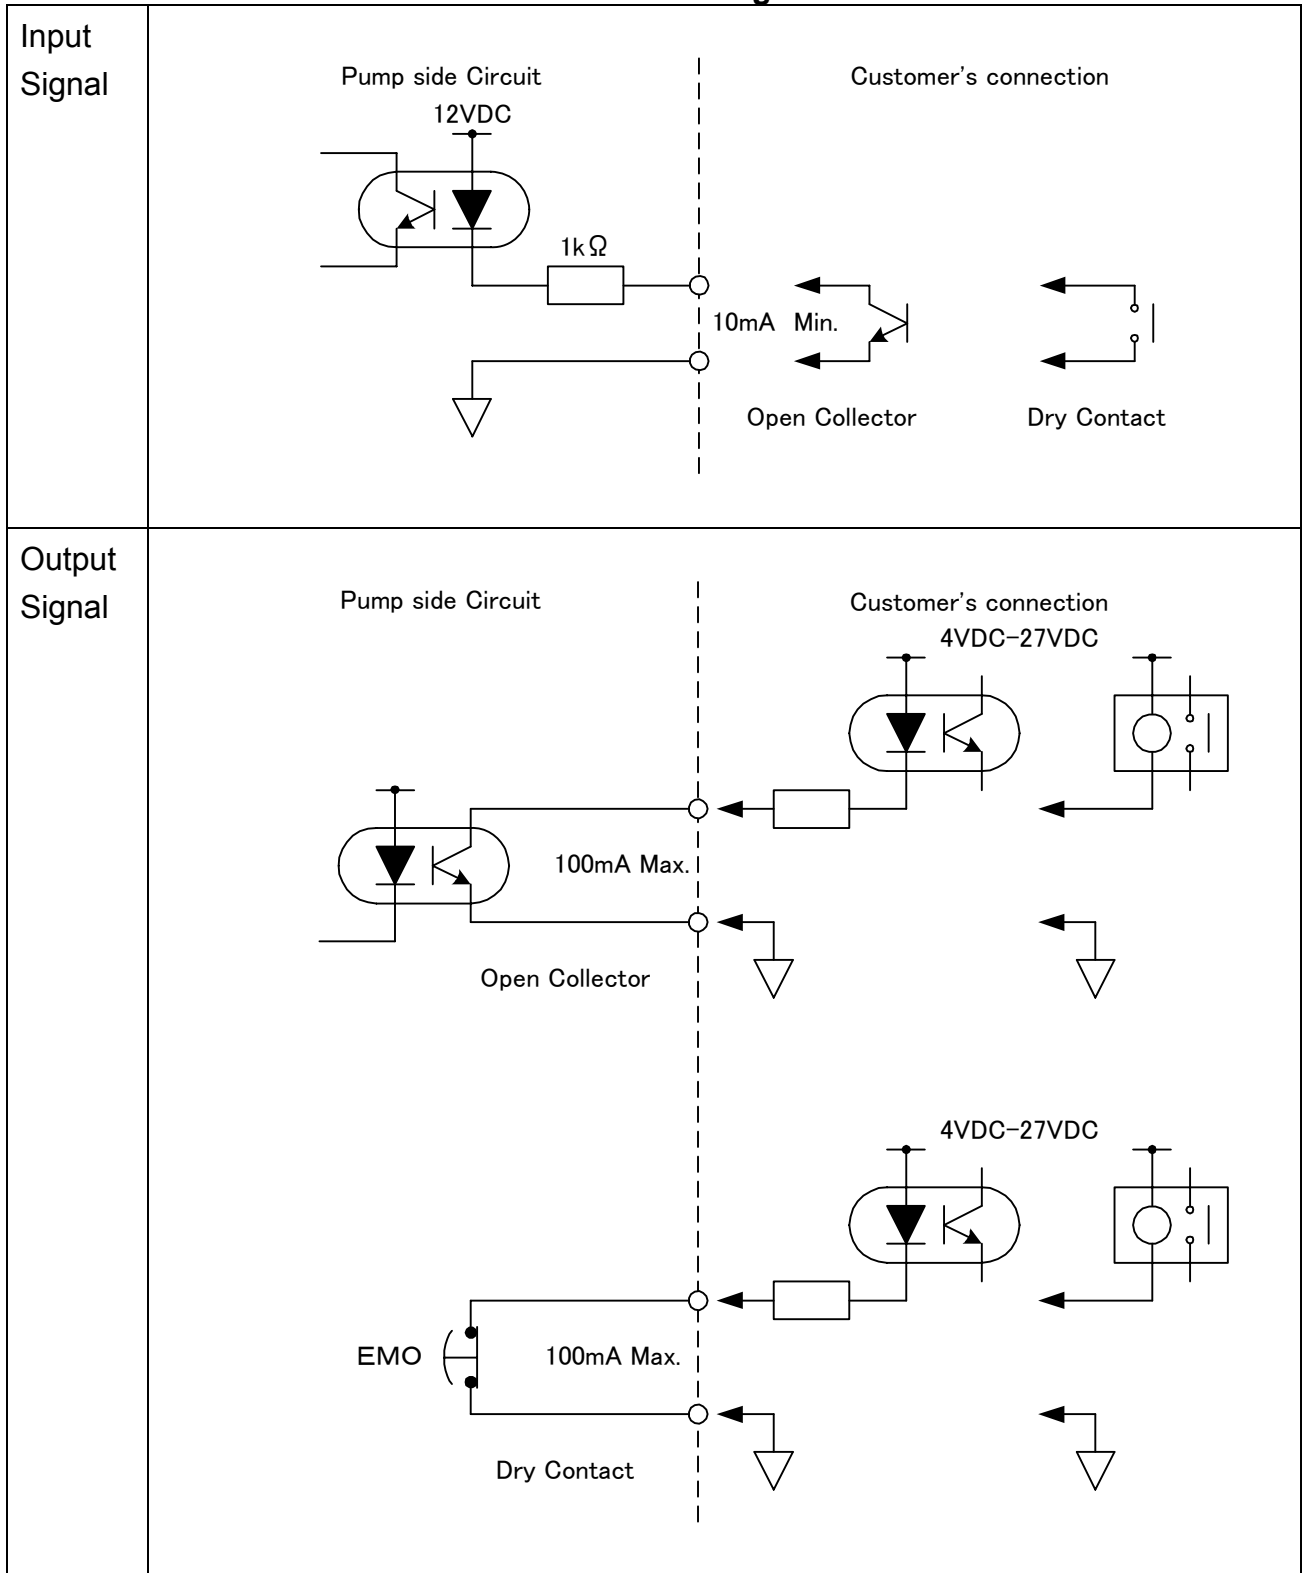 Input
Signal
Pump side Circuit
Customer's connection
12VDC
1kΩ
10mA Min.
Open Collector
Dry Contact
Output
Signal
Pump side Circuit
Customer's connection
4VDC-27VDC
100mA Max.
Open Collector
4VDC-27VDC
EMO
100mA Max.
Dry Contact